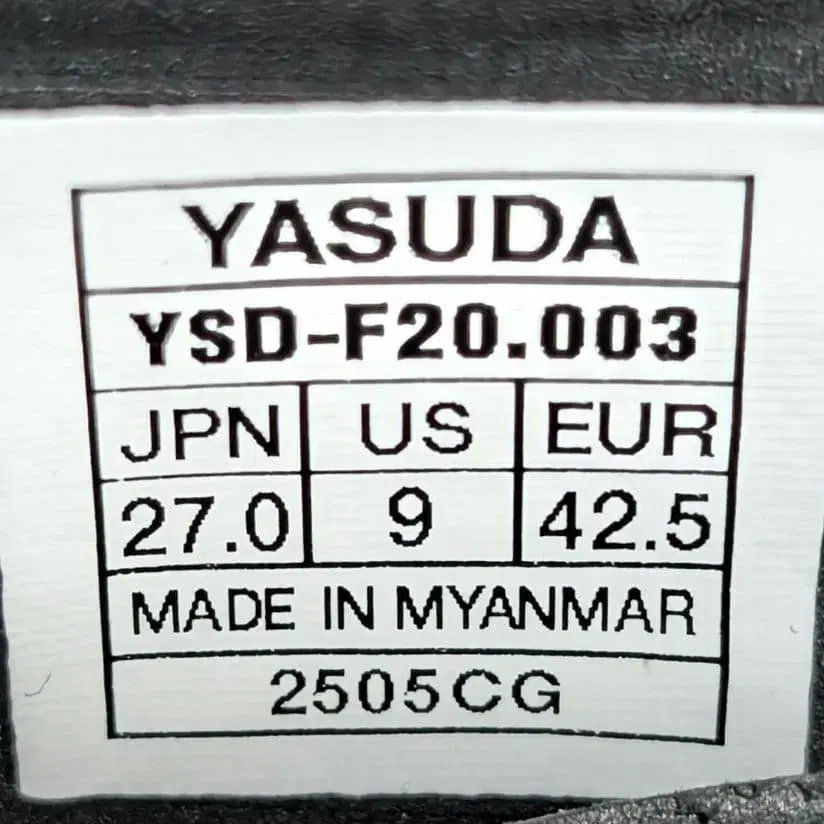 YASUDA
YSD-F20.003
JPN US EUR
27.0 9 42.5
MADE IN MYANMAR
2505CG